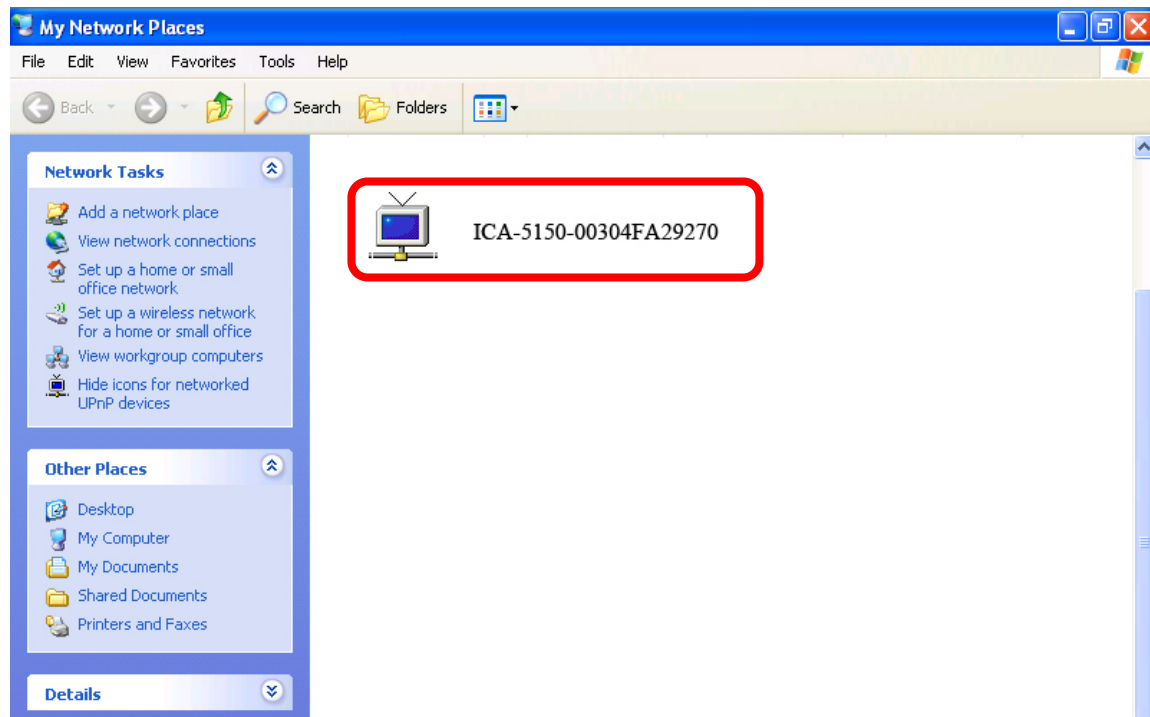 My Network Places
File Edit View Favorites Tools Help
Back Search Folders
Network Tasks
Add a network place
View network connections
Set up a home or small
office network
Set up a wireless network
for a home or small office
View workgroup computers
Hide icons for networked
UPnP devices
Other Places
Desktop
My Computer
My Documents
Shared Documents
Printers and Faxes
Details
ICA-5150-00304FA29270